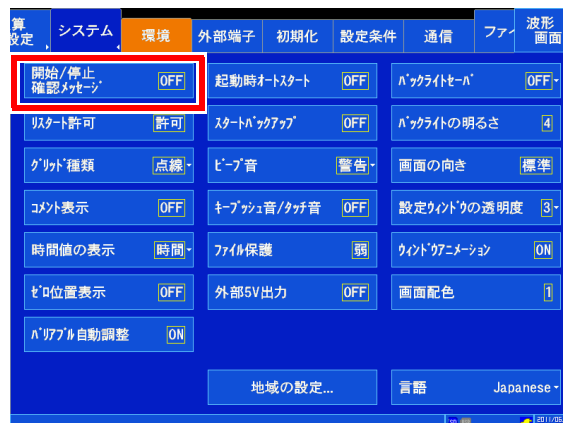 算
設定
システム
環境
外部端子
初期化
設定条件
通信
ファイ
波形
画面
開始/停止
確認ﾒｯｾｰｼﾞ OFF
起動時ｵｰﾄｽﾀｰﾄ OFF
ﾊﾞｯｸﾗｲﾄｾｰﾊﾞ OFF
ﾘｽﾀｰﾄ許可 許可
ｽﾀｰﾄﾊﾞｯｸｱｯﾌﾟ OFF
ﾊﾞｯｸﾗｲﾄの明るさ 4
ｸﾞﾘｯﾄﾞ種類 点線
ﾋﾞｰﾌﾟ音 警告
画面の向き 標準
ｺﾒﾝﾄ表示 OFF
ｷｰﾌﾟｯｼｭ音/ﾀｯﾁ音 OFF
設定ｳｨﾝﾄﾞｳの透明度 3
時間値の表示 時間
ﾌｧｲﾙ保護 弱
ｳｨﾝﾄﾞｳｱﾆﾒｰｼｮﾝ ON
ｾﾞﾛ位置表示 OFF
外部5V出力 OFF
画面配色 1
ﾊﾞﾘｱﾌﾞﾙ自動調整 ON
地域の設定...
言語 Japanese